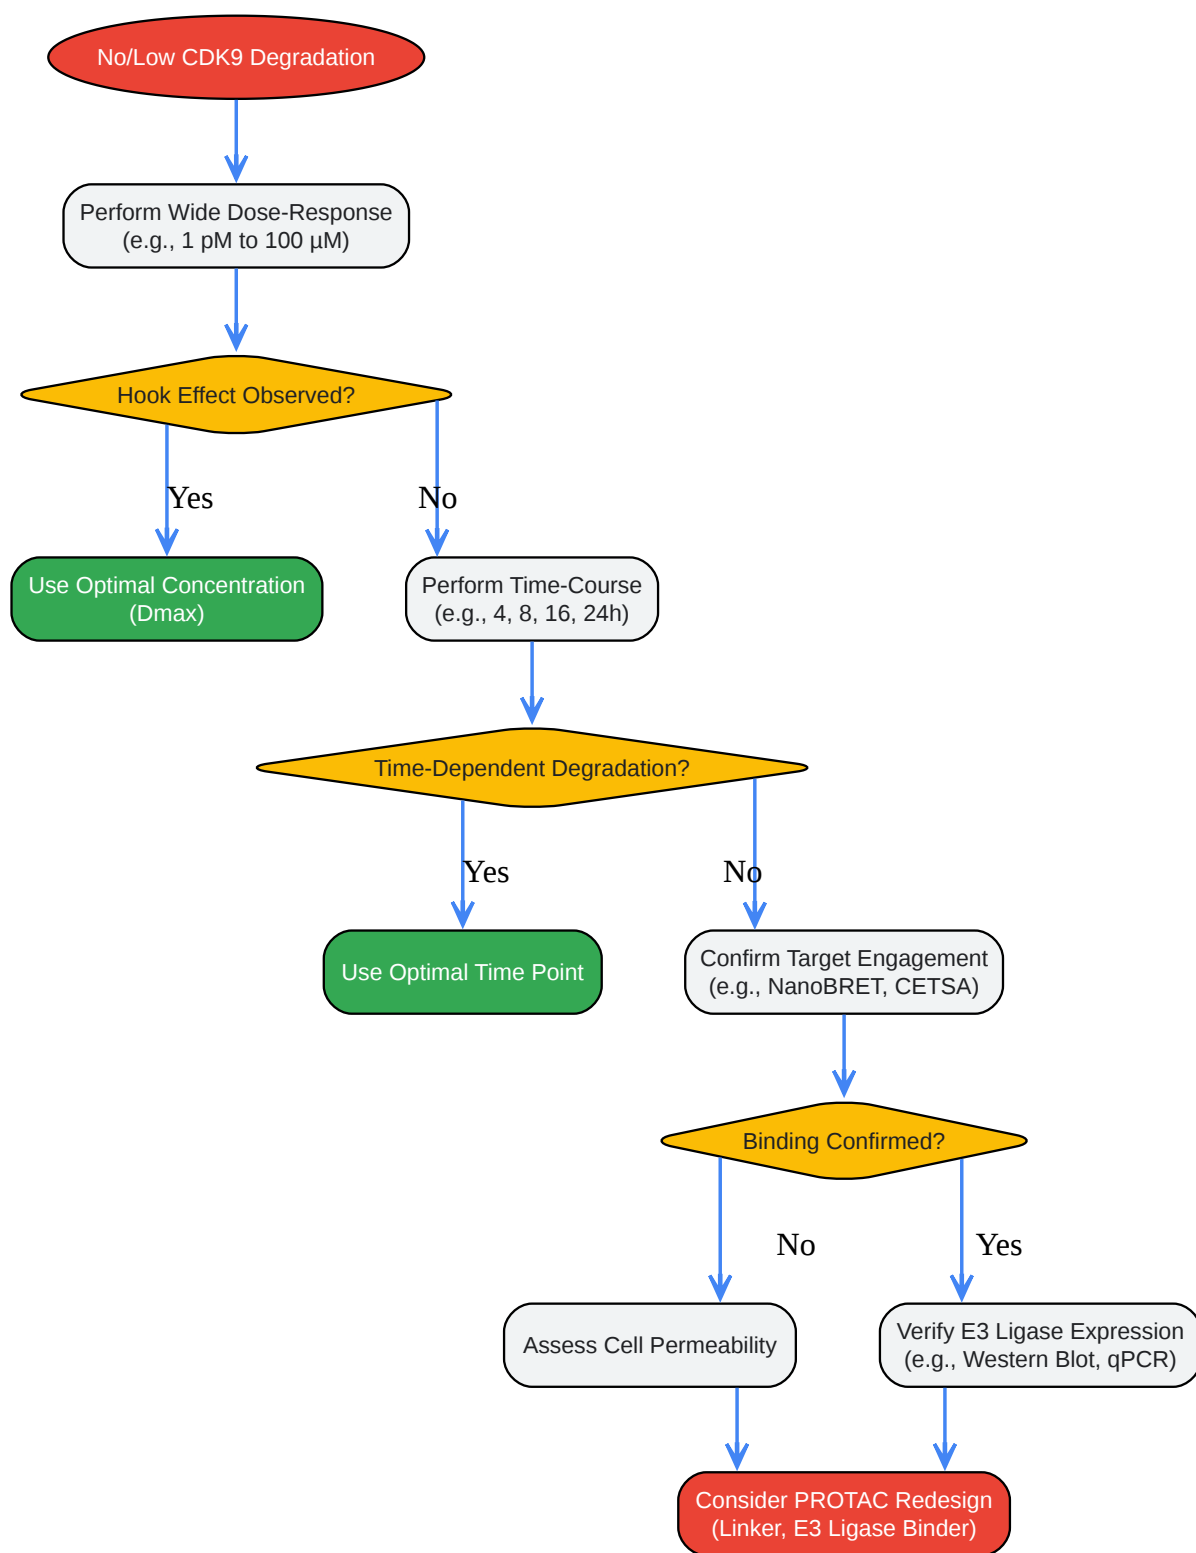 No/Low CDK9 Degradation
Perform Wide Dose-Response
(e.g., 1 pM to 100 µM)
Hook Effect Observed?
Yes
No
Use Optimal Concentration
(Dmax)
Perform Time-Course
(e.g., 4, 8, 16, 24h)
Time-Dependent Degradation?
Yes
No
Use Optimal Time Point
Confirm Target Engagement
(e.g., NanoBRET, CETSA)
Binding Confirmed?
No
Yes
Assess Cell Permeability
Verify E3 Ligase Expression
(e.g., Western Blot, qPCR)
Consider PROTAC Redesign
(Linker, E3 Ligase Binder)